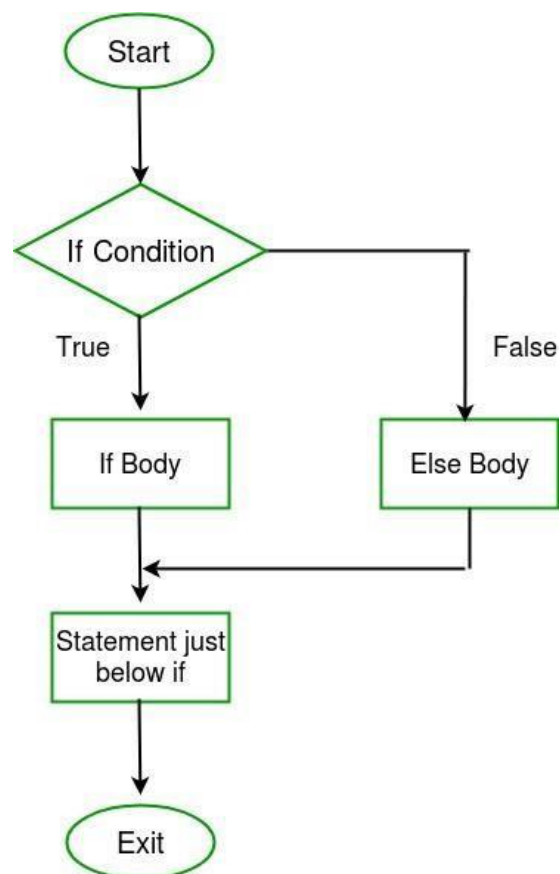 Start
If Condition
True
False
If Body
Else Body
Statement just
below if
Exit